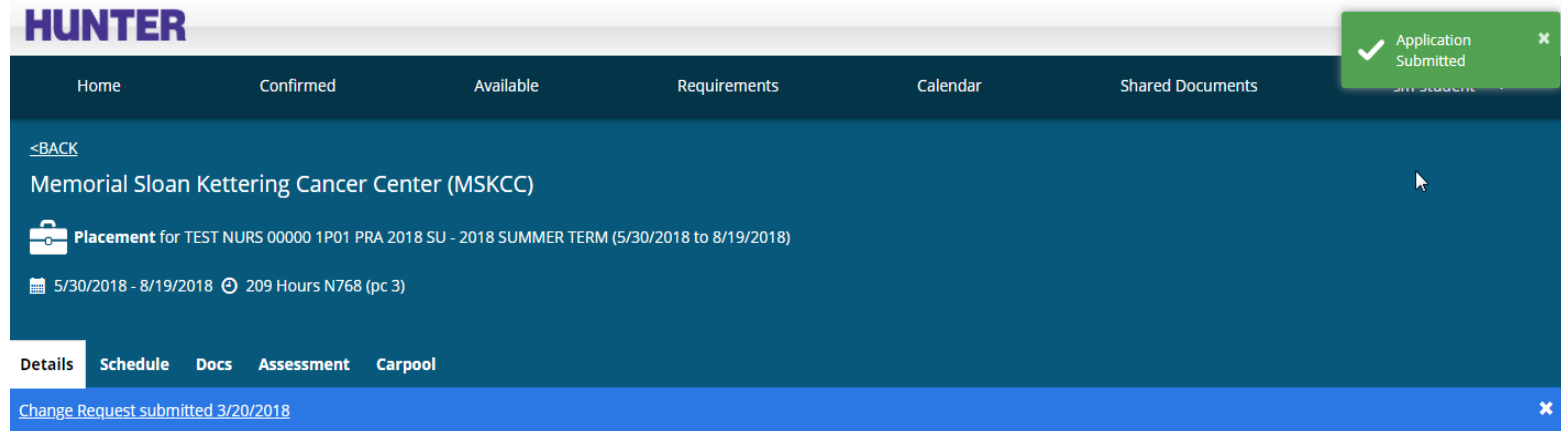 HUNTER
Application
Submitted
Home Confirmed Available Requirements Calendar Shared Documents
<BACK
Memorial Sloan Kettering Cancer Center (MSKCC)
Placement for TEST NURS 00000 1P01 PRA 2018 SU - 2018 SUMMER TERM (5/30/2018 to 8/19/2018)
5/30/2018 - 8/19/2018 209 Hours N768 (pc 3)
Details Schedule Docs Assessment Carpool
Change Request submitted 3/20/2018